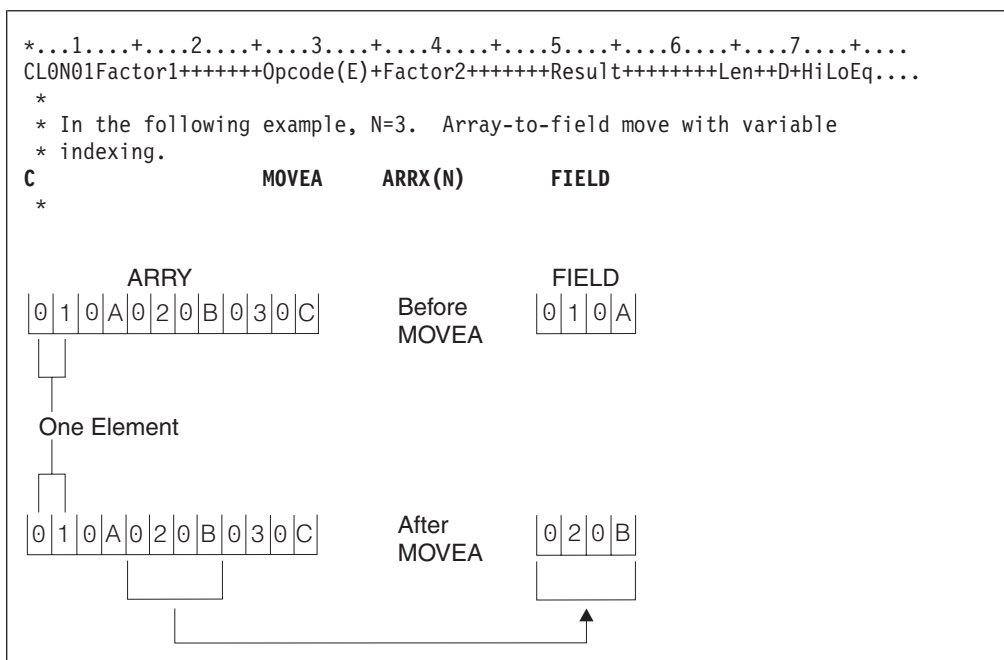 *...1....+....2....+....3....+....4....+....5....+....6....+....7....+....
CL0N01Factor1+++++++Opcode(E)+Factor2+++++++Result++++++++Len++D+HiLoEq....
*
* In the following example, N=3. Array-to-field move with variable
* indexing.
C MOVEA ARRX(N) FIELD
*
ARRY FIELD
0 1 0 A 0 2 0 B 0 3 0 C Before 0 1 0 A
MOVEA
One Element
0 1 0 A 0 2 0 B 0 3 0 C After 0 2 0 B
MOVEA